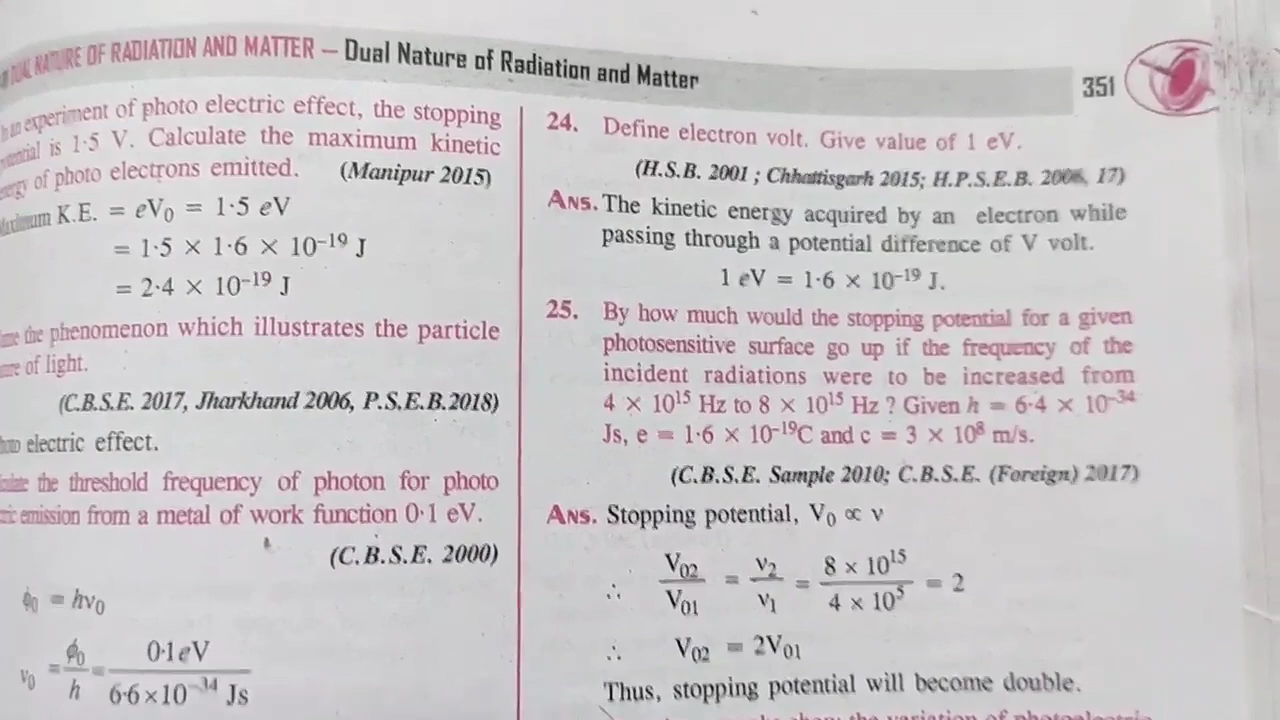 DUAL NATURE OF RADIATION AND MATTER – Dual Nature of Radiation and Matter
351
an experiment of photo electric effect, the stopping
is 1·5 V. Calculate the maximum kinetic
of photo electrons emitted. (Manipur 2015)
K.E. = eV₀ = 1·5 eV
= 1·5 × 1·6 × 10⁻¹⁹ J
= 2·4 × 10⁻¹⁹ J
the phenomenon which illustrates the particle
of light.
(C.B.S.E. 2017, Jharkhand 2006, P.S.E.B.2018)
electric effect.
the threshold frequency of photon for photo
emission from a metal of work function 0·1 eV.
(C.B.S.E. 2000)
ϕ₀ = hν₀
ν₀ = ϕ₀/h = 0·1eV/6·6×10⁻³⁴ Js
24. Define electron volt. Give value of 1 eV.
(H.S.B. 2001 ; Chhattisgarh 2015; H.P.S.E.B. 2006, 17)
ANS. The kinetic energy acquired by an electron while
passing through a potential difference of V volt.
1 eV = 1·6 × 10⁻¹⁹ J.
25. By how much would the stopping potential for a given
photosensitive surface go up if the frequency of the
incident radiations were to be increased from
4 × 10¹⁵ Hz to 8 × 10¹⁵ Hz ? Given h = 6·4 × 10⁻³⁴
Js, e = 1·6 × 10⁻¹⁹C and c = 3 × 10⁸ m/s.
(C.B.S.E. Sample 2010; C.B.S.E. (Foreign) 2017)
ANS. Stopping potential, V₀ ∝ ν
∴ V₀₂/V₀₁ = ν₂/ν₁ = 8 × 10¹⁵/4 × 10⁵ = 2
∴ V₀₂ = 2V₀₁
Thus, stopping potential will become double.
the variation of photoelectric